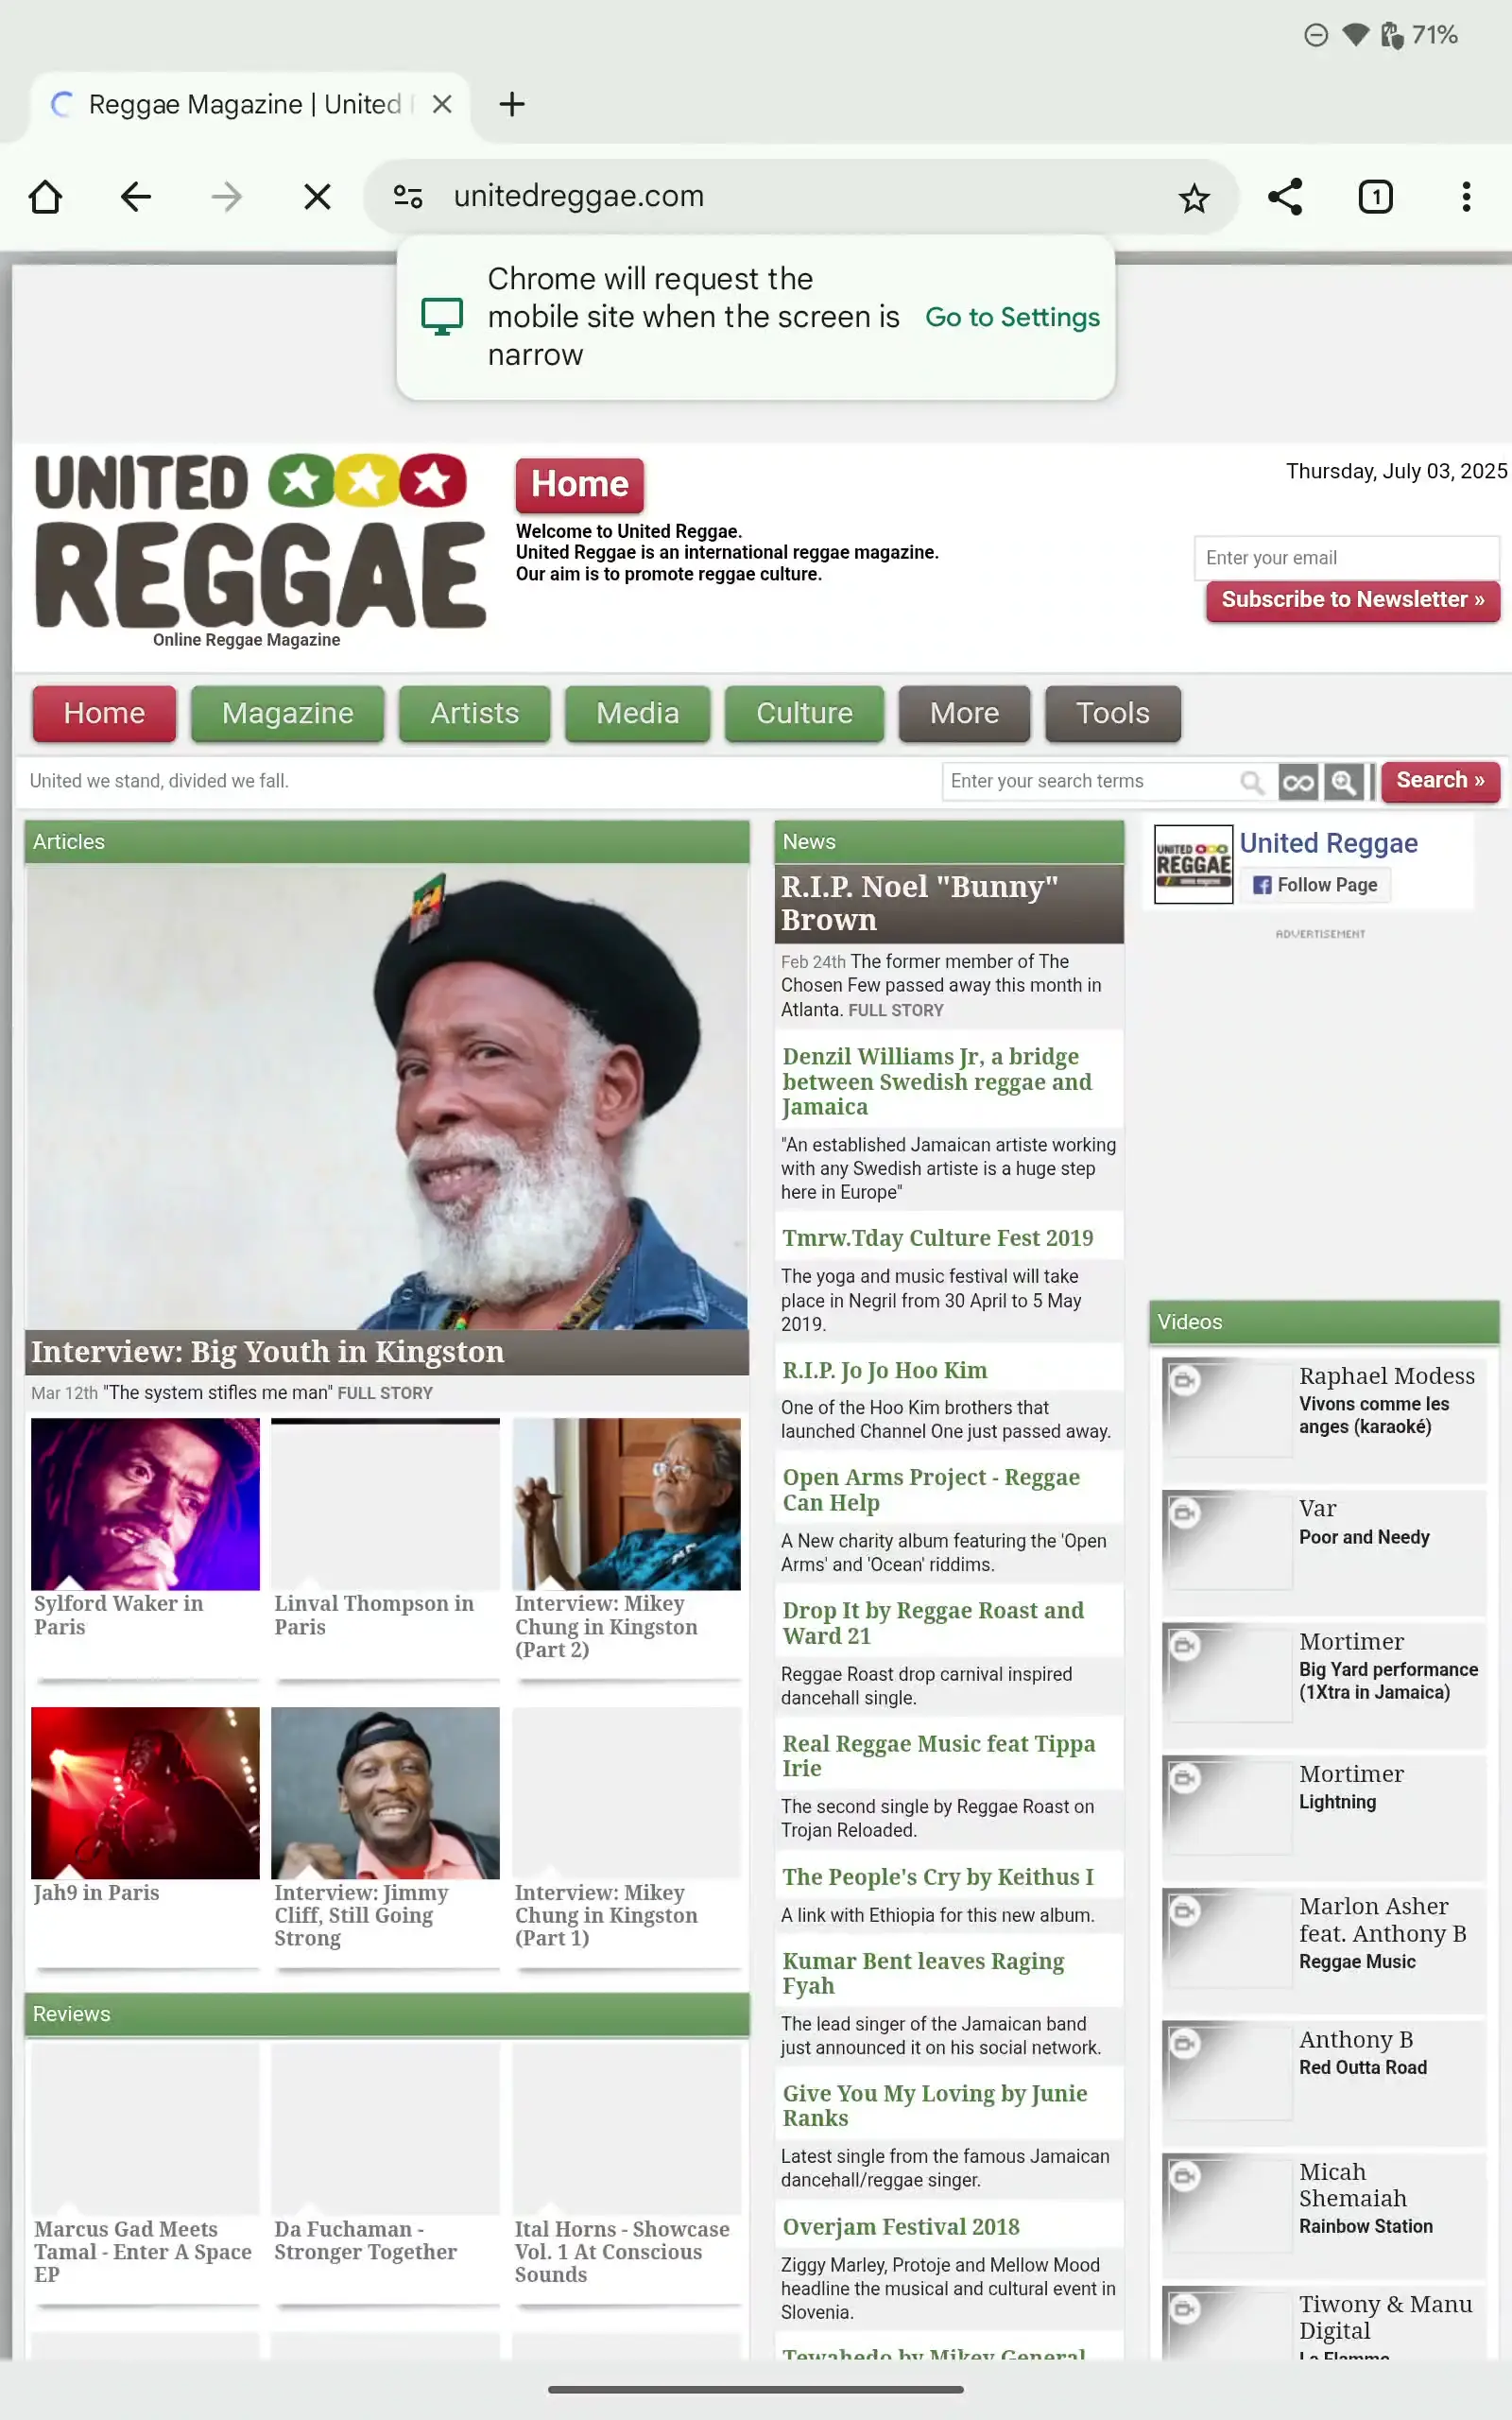 71%
Reggae Magazine | United
unitedreggae.com
1
Chrome will request the
mobile site when the screen is
narrow
Go to Settings
UNITED
REGGAE
Online Reggae Magazine
Home
Welcome to United Reggae.
United Reggae is an international reggae magazine.
Our aim is to promote reggae culture.
Thursday, July 03, 2025
Enter your email
Subscribe to Newsletter »
Home
Magazine
Artists
Media
Culture
More
Tools
United we stand, divided we fall.
Enter your search terms
Search »
Articles
Interview: Big Youth in Kingston
Mar 12th "The system stifles me man" FULL STORY
Sylford Waker in
Paris
Linval Thompson in
Paris
Interview: Mikey
Chung in Kingston
(Part 2)
Jah9 in Paris
Interview: Jimmy
Cliff, Still Going
Strong
Interview: Mikey
Chung in Kingston
(Part 1)
Reviews
Marcus Gad Meets
Tamal - Enter A Space
EP
Da Fuchaman -
Stronger Together
Ital Horns - Showcase
Vol. 1 At Conscious
Sounds
News
R.I.P. Noel "Bunny"
Brown
Feb 24th The former member of The
Chosen Few passed away this month in
Atlanta. FULL STORY
Denzil Williams Jr, a bridge
between Swedish reggae and
Jamaica
"An established Jamaican artiste working
with any Swedish artiste is a huge step
here in Europe"
Tmrw.Tday Culture Fest 2019
The yoga and music festival will take
place in Negril from 30 April to 5 May
2019.
R.I.P. Jo Jo Hoo Kim
One of the Hoo Kim brothers that
launched Channel One just passed away.
Open Arms Project - Reggae
Can Help
A New charity album featuring the 'Open
Arms' and 'Ocean' riddims.
Drop It by Reggae Roast and
Ward 21
Reggae Roast drop carnival inspired
dancehall single.
Real Reggae Music feat Tippa
Irie
The second single by Reggae Roast on
Trojan Reloaded.
The People's Cry by Keithus I
A link with Ethiopia for this new album.
Kumar Bent leaves Raging
Fyah
The lead singer of the Jamaican band
just announced it on his social network.
Give You My Loving by Junie
Ranks
Latest single from the famous Jamaican
dancehall/reggae singer.
Overjam Festival 2018
Ziggy Marley, Protoje and Mellow Mood
headline the musical and cultural event in
Slovenia.
Tewahedo by Mikey General
UNITED
REGGAE
United Reggae
Follow Page
ADVERTISEMENT
Videos
Raphael Modess
Vivons comme les
anges (karaoké)
Var
Poor and Needy
Mortimer
Big Yard performance
(1Xtra in Jamaica)
Mortimer
Lightning
Marlon Asher
feat. Anthony B
Reggae Music
Anthony B
Red Outta Road
Micah
Shemaiah
Rainbow Station
Tiwony & Manu
Digital
La Flamme